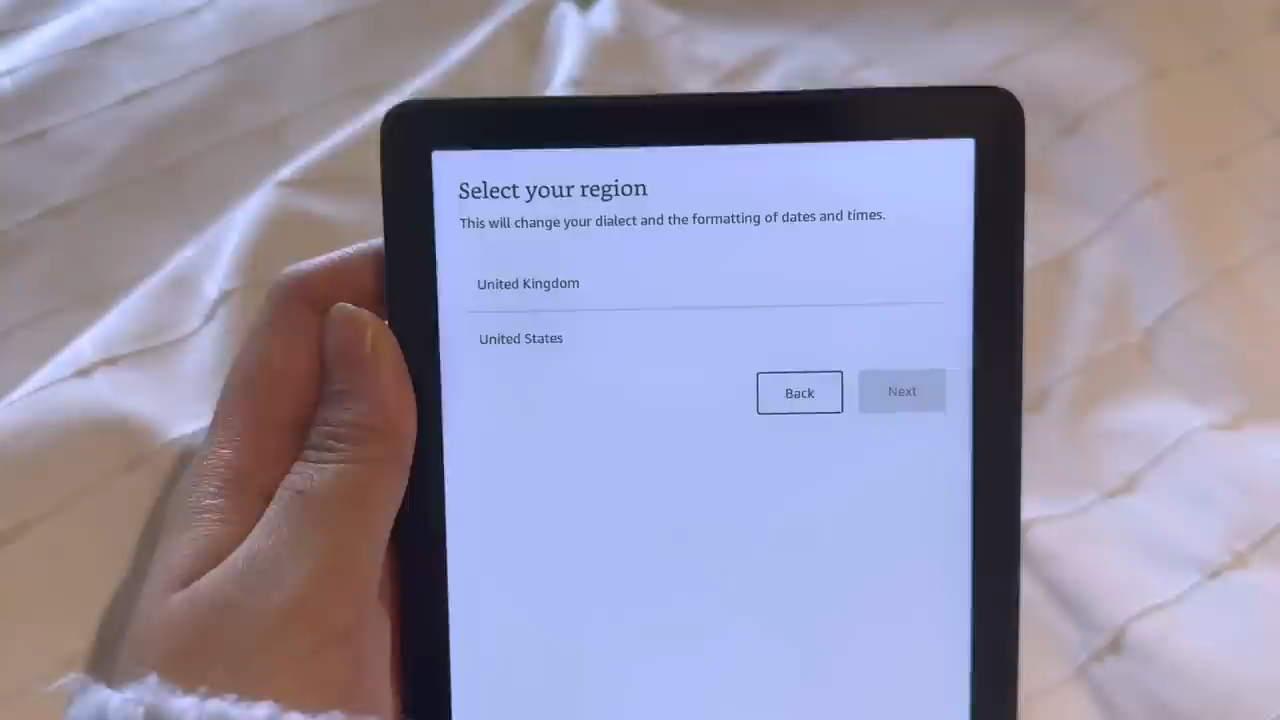 Select your region
This will change your dialect and the formatting of dates and times.
United Kingdom
United States
Back Next